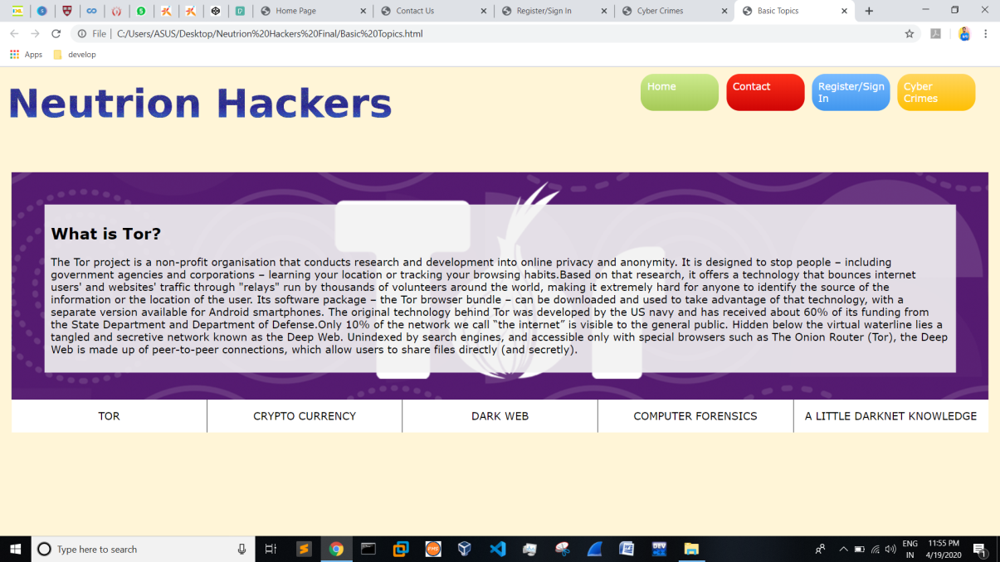 Home Page
Contact Us
Register/Sign In
Cyber Crimes
Basic Topics
File | C:/Users/ASUS/Desktop/Neutrion%20Hackers%20Final/Basic%20Topics.html
Apps
develop
Neutrion Hackers
Home
Contact
Register/Sign
In
Cyber
Crimes
Tor
What is Tor?
The Tor project is a non-profit organisation that conducts research and development into online privacy and anonymity. It is designed to stop people – including
government agencies and corporations – learning your location or tracking your browsing habits.Based on that research, it offers a technology that bounces internet
users' and websites' traffic through "relays" run by thousands of volunteers around the world, making it extremely hard for anyone to identify the source of the
information or the location of the user. Its software package – the Tor browser bundle – can be downloaded and used to take advantage of that technology, with a
separate version available for Android smartphones. The original technology behind Tor was developed by the US navy and has received about 60% of its funding from
the State Department and Department of Defense.Only 10% of the network we call “the internet” is visible to the general public. Hidden below the virtual waterline lies a
tangled and secretive network known as the Deep Web. Unindexed by search engines, and accessible only with special browsers such as The Onion Router (Tor), the Deep
Web is made up of peer-to-peer connections, which allow users to share files directly (and secretly).
TOR
CRYPTO CURRENCY
DARK WEB
COMPUTER FORENSICS
A LITTLE DARKNET KNOWLEDGE
Type here to search
DEV
ENG
IN
11:55 PM
4/19/2020
1